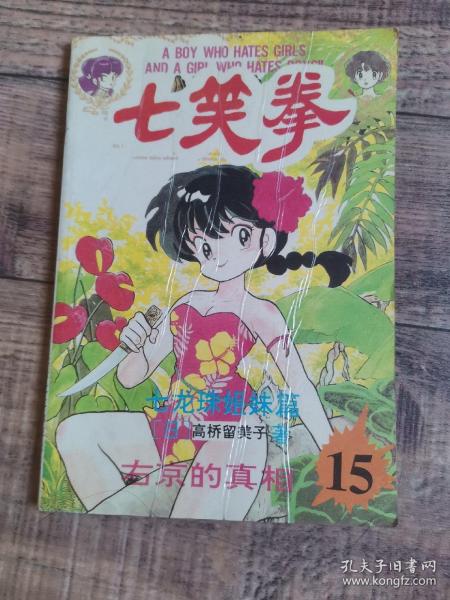 A BOY WHO HATES GIRLS
AND A GIRL WHO HATES BOYS!!
七笑拳
七龙珠姐妹篇
[日]高桥留美子著
右京的真相
15
孔夫子旧书网
www.kongfz.com